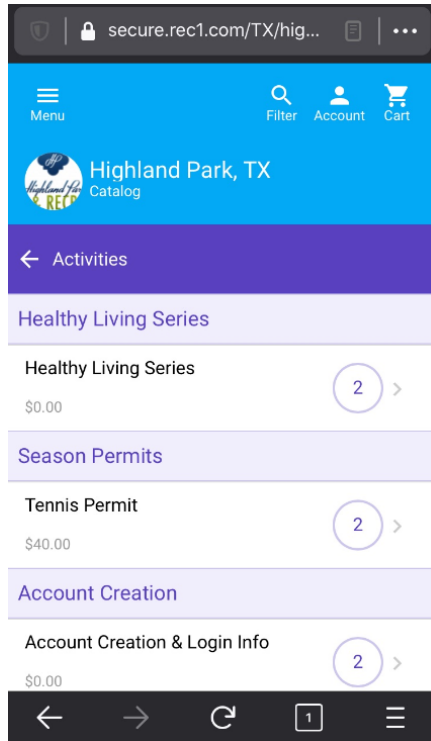 secure.rec1.com/TX/hig...
Menu
Filter
Account
Cart
HP
Highland Park, TX
Catalog
Activities
Healthy Living Series
Healthy Living Series
2
$0.00
Season Permits
Tennis Permit
2
$40.00
Account Creation
Account Creation & Login Info
2
$0.00
1